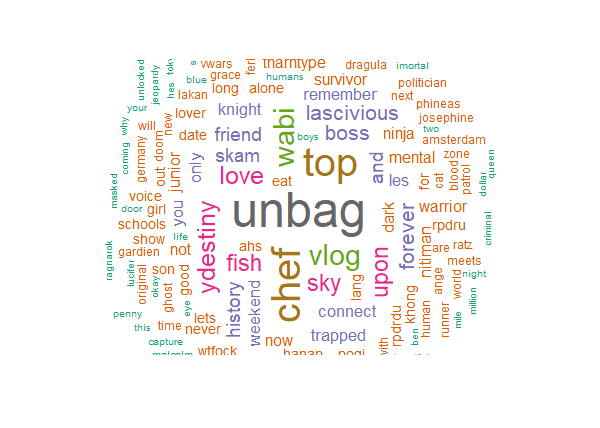 s vwars ferl tharntype dragula imortal
unlocked jeopardy hes blue grace humans survivor politician
lakan long alone remember next phineas
your new lover knight wabi lascivious josephine
why will date friend boys boss ninja two amsterdam
coming germany out doom junior only skam top and mental for cat zone blood patrol queen
masked voice love eat les dollar
door girl you unbag dark warrior
schools ydestiny rpdru criminal
show life not ahs vlog upon forever nitiman are ratz
ragnarok gardien lucifer fish chef meets
original okay son ghost good eye history weekend sky lang khong ange world night
penny lets connect human runner mile million
this time never now trapped rpdrdu ben
capture wtfock hanap pogi with
malcolm